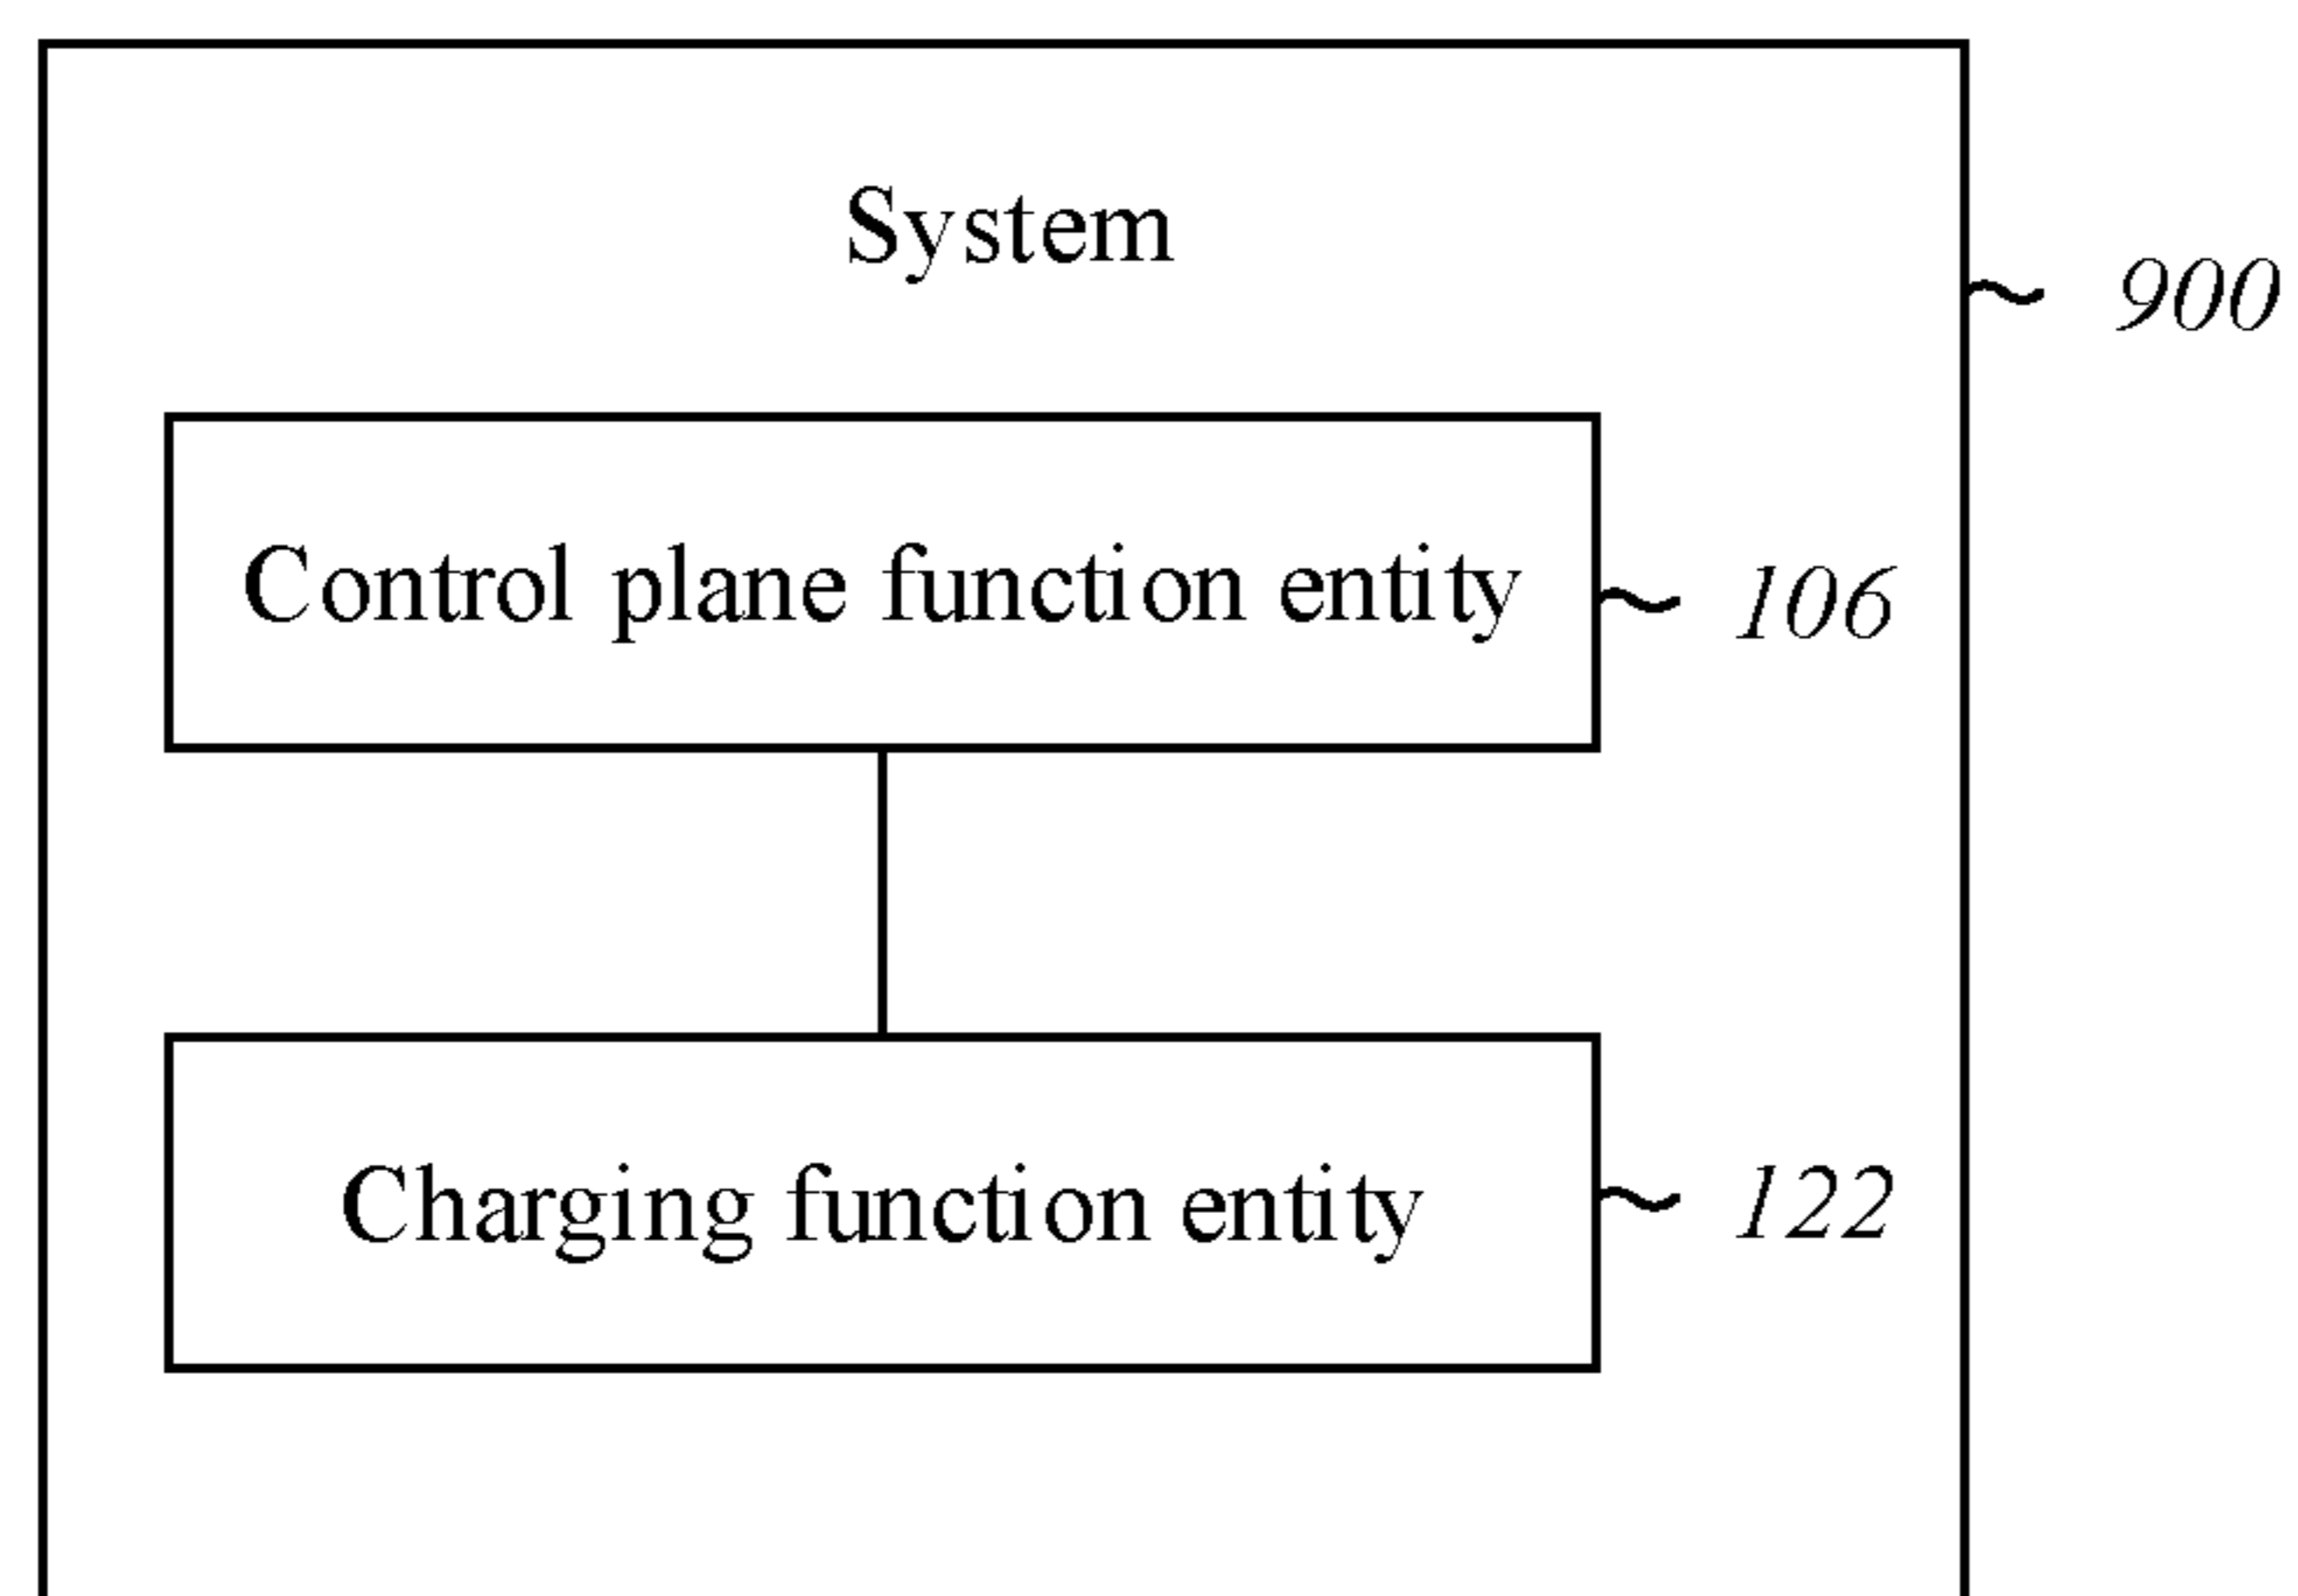 System
900
Control plane function entity
106
Charging function entity
122